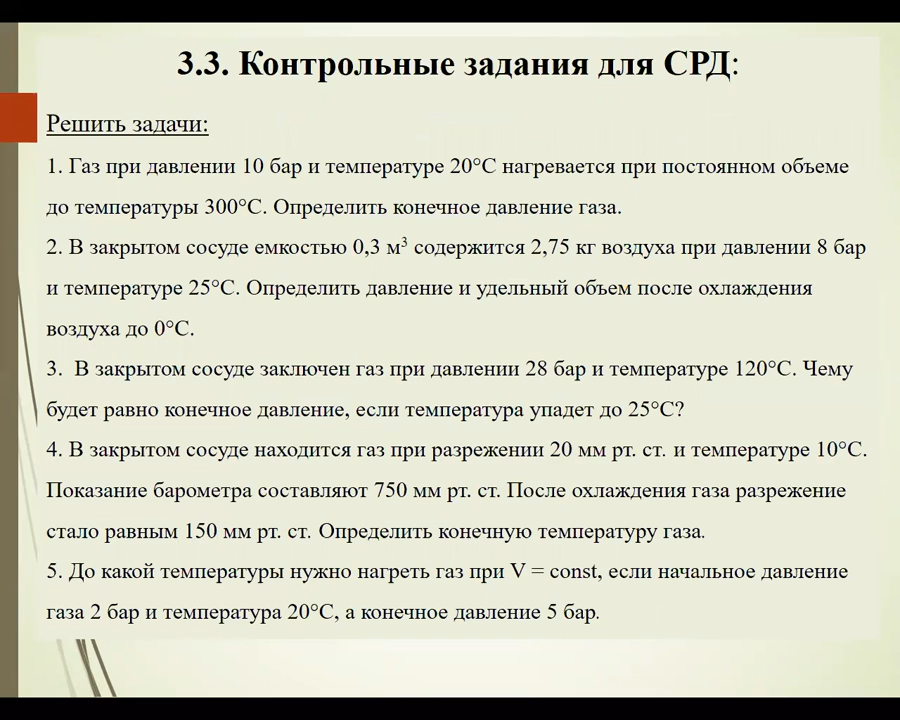 3.3. Контрольные задания для СРД:
Решить задачи:
1. Газ при давлении 10 бар и температуре 20°С нагревается при постоянном объеме
до температуры 300°С. Определить конечное давление газа.
2. В закрытом сосуде емкостью 0,3 м³ содержится 2,75 кг воздуха при давлении 8 бар
и температуре 25°С. Определить давление и удельный объем после охлаждения
воздуха до 0°С.
3. В закрытом сосуде заключен газ при давлении 28 бар и температуре 120°С. Чему
будет равно конечное давление, если температура упадет до 25°С?
4. В закрытом сосуде находится газ при разрежении 20 мм рт. ст. и температуре 10°С.
Показание барометра составляют 750 мм рт. ст. После охлаждения газа разрежение
стало равным 150 мм рт. ст. Определить конечную температуру газа.
5. До какой температуры нужно нагреть газ при V = const, если начальное давление
газа 2 бар и температура 20°С, а конечное давление 5 бар.